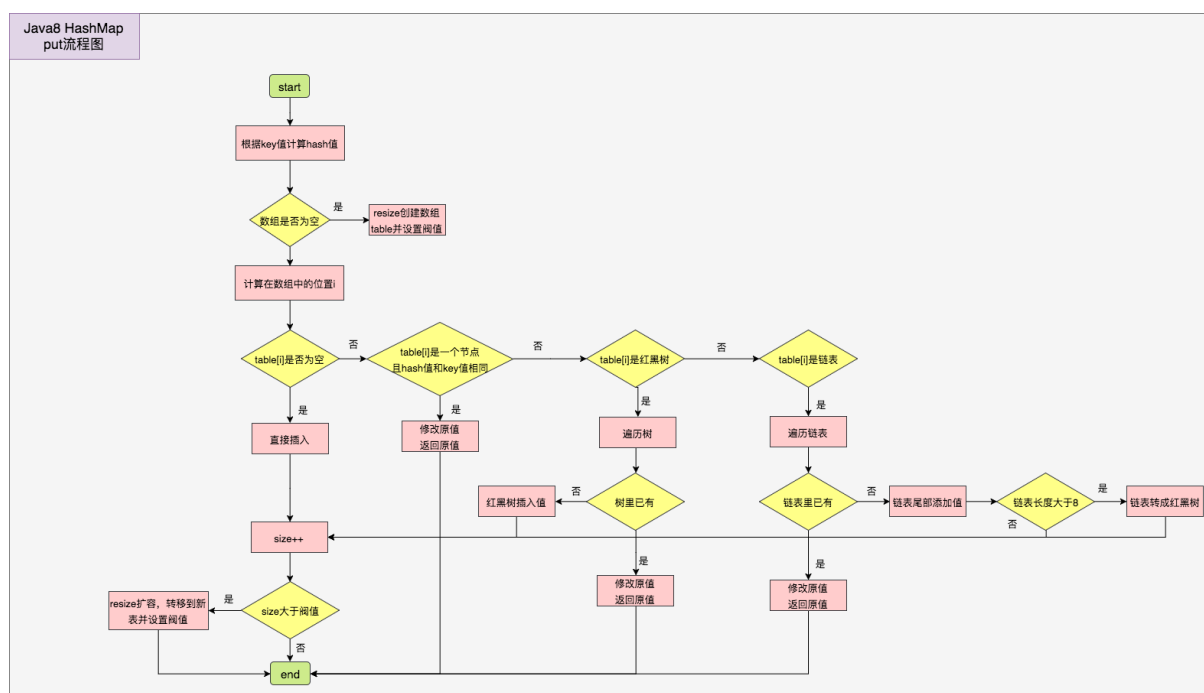 Java8 HashMap
put流程图
start
根据key值计算hash值
数组是否为空
是
resize创建数组
table并设置阀值
计算在数组中的位置i
table[i]是否为空
否
table[i]是一个节点
且hash值和key值相同
否
table[i]是红黑树
否
table[i]是链表
是
是
是
是
直接插入
修改原值
返回原值
遍历树
遍历链表
红黑树插入值
否
树里已有
链表里已有
否
链表尾部添加值
链表长度大于8
是
链表转成红黑树
否
size++
是
修改原值
返回原值
是
修改原值
返回原值
resize扩容，转移到新
表并设置阀值
是
size大于阀值
否
end